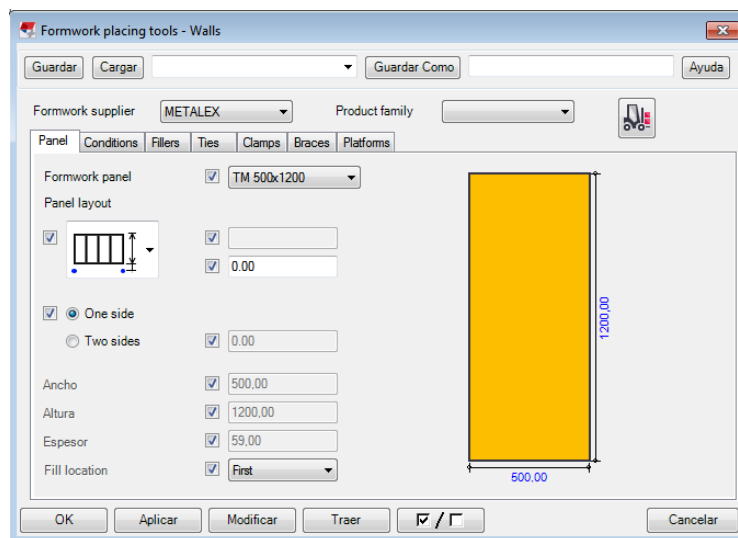 Formwork placing tools - Walls
Guardar Cargar Guardar Como Ayuda
Formwork supplier METALEX Product family
Panel Conditions Fillers Ties Clamps Braces Platforms
Formwork panel TM 500x1200
Panel layout
0.00
One side
Two sides 0.00
Ancho 500,00
Altura 1200,00
Espesor 59,00
Fill location First
1200,00
500,00
OK Aplicar Modificar Traer / Cancelar